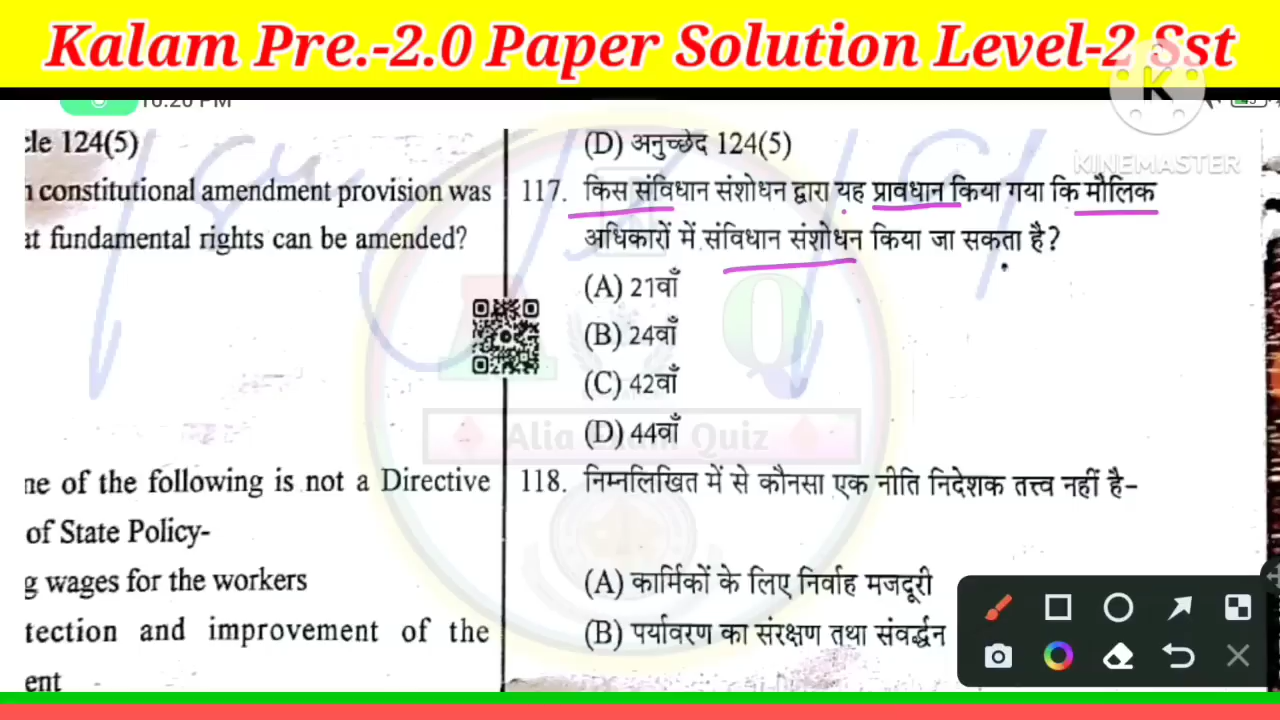 Kalam Pre.-2.0 Paper Solution Level-2 Sst
KINEMASTER
cle 124(5)
constitutional amendment provision was
at fundamental rights can be amended?
ne of the following is not a Directive
of State Policy-
g wages for the workers
tection and improvement of the
ent
(D) अनुच्छेद 124(5)
117. किस संविधान संशोधन द्वारा यह प्रावधान किया गया कि मौलिक
अधिकारों में संविधान संशोधन किया जा सकता है?
(A) 21वाँ
(B) 24वाँ
(C) 42वाँ
(D) 44वाँ
118. निम्नलिखित में से कौनसा एक नीति निदेशक तत्त्व नहीं है-
(A) कार्मिकों के लिए निर्वाह मजदूरी
(B) पर्यावरण का संरक्षण तथा संवर्द्धन
Quiz